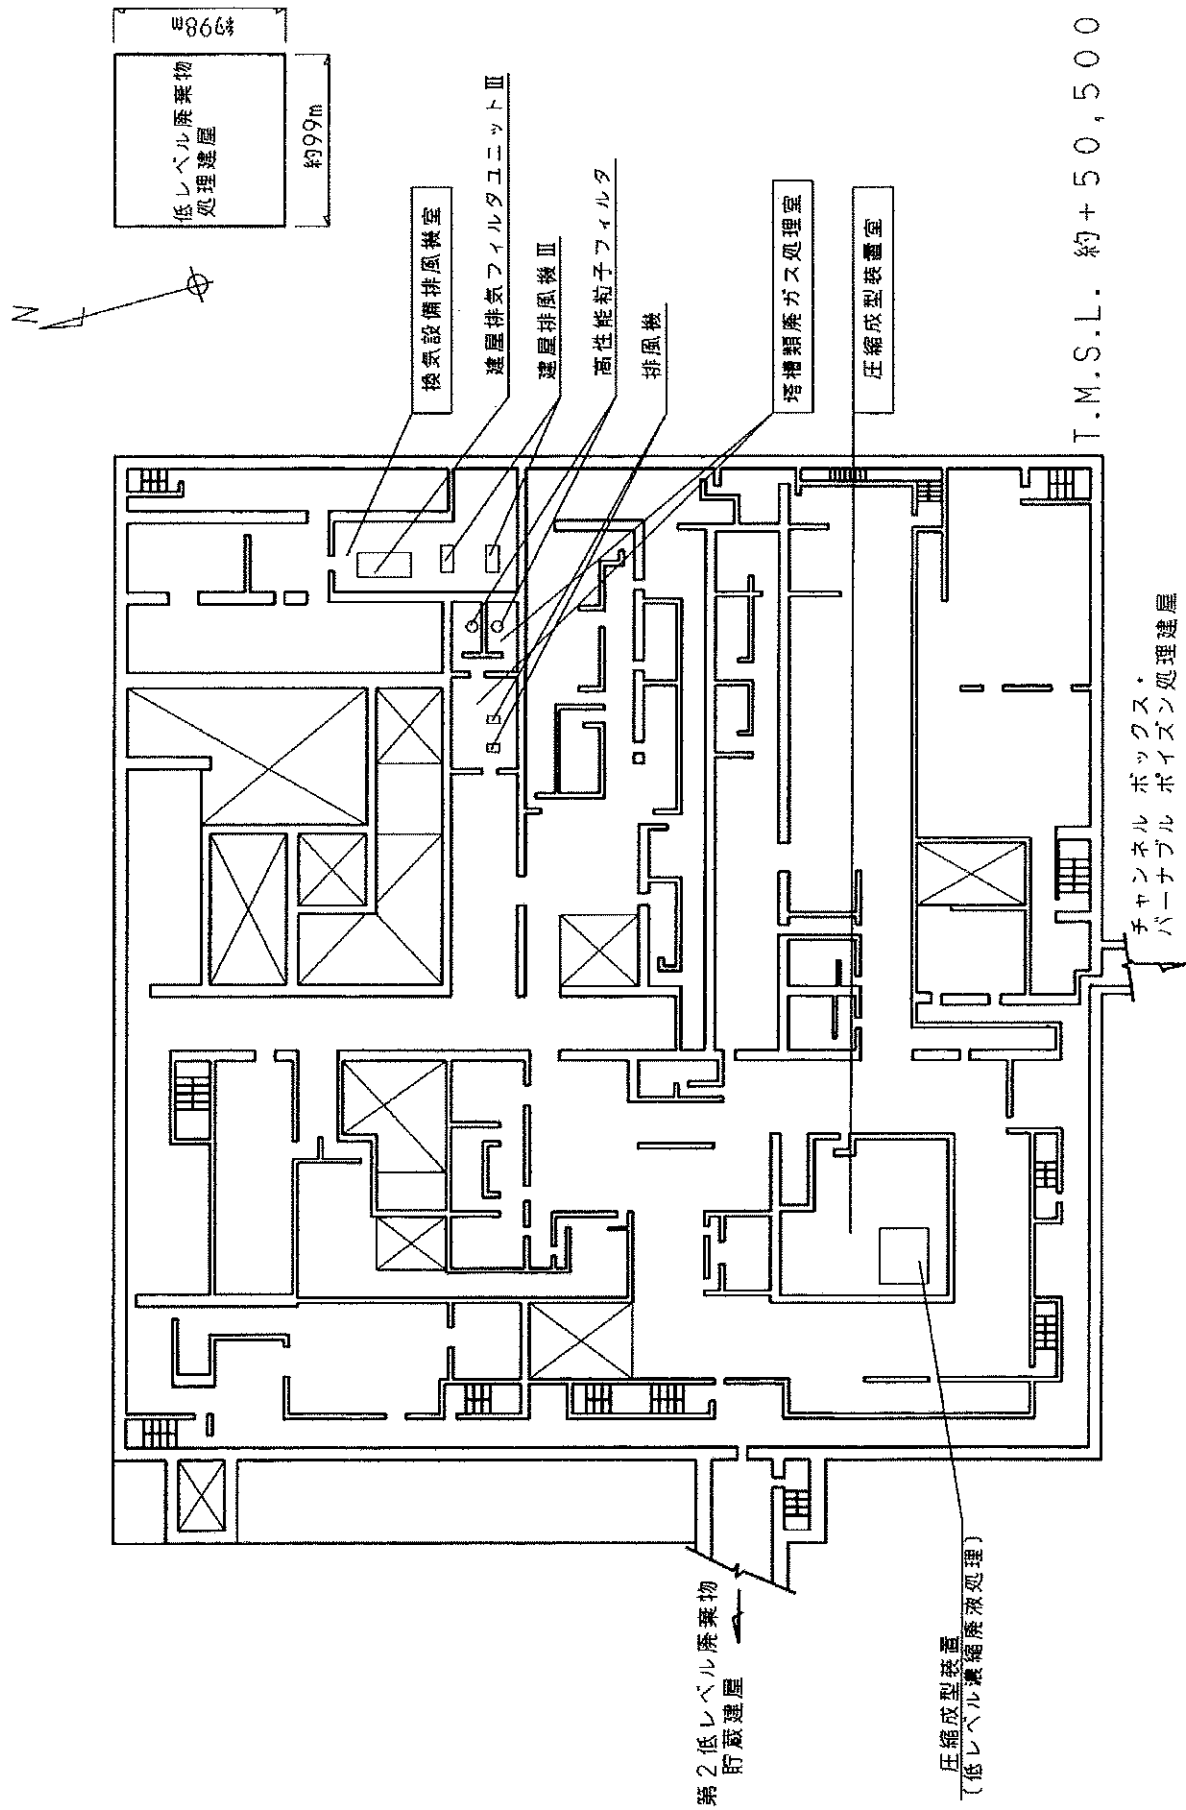 N
低レベル廃棄物
処理建屋
約99m
約98m
換気設備排風機室
建屋排気フィルタユニットⅢ
建屋排風機Ⅲ
高性能粒子フィルタ
排風機
塔槽類廃ガス処理室
圧縮成型装置室
T.M.S.L. 約+50,500
チャンネル ボックス・
バーナブル ポイズン処理建屋
第2低レベル廃棄物
貯蔵建屋
圧縮成型装置
(低レベル濃縮廃液処理)